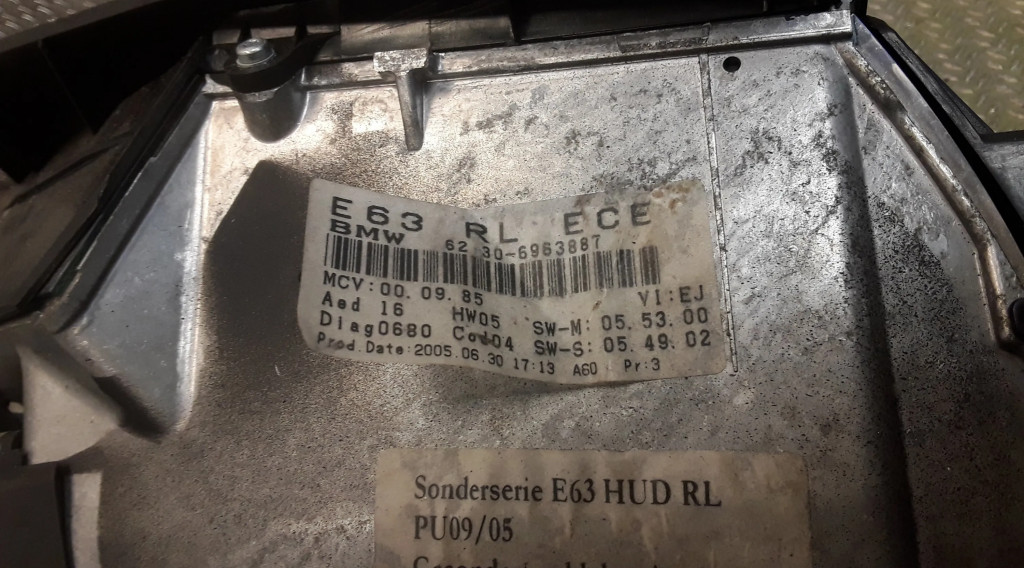 E63 RL ECE
BMW 62 30-6963887
MCV:00.09.85 VI:EJ
Aed 16 HW05 SW-M: 05.53.00
Diag0680 Cod04 SW-S: 05.49.02
Prod.Date:2005.06.30 17:13 A60 Pr:3
Sonderserie E63 HUD RL
PU09/05